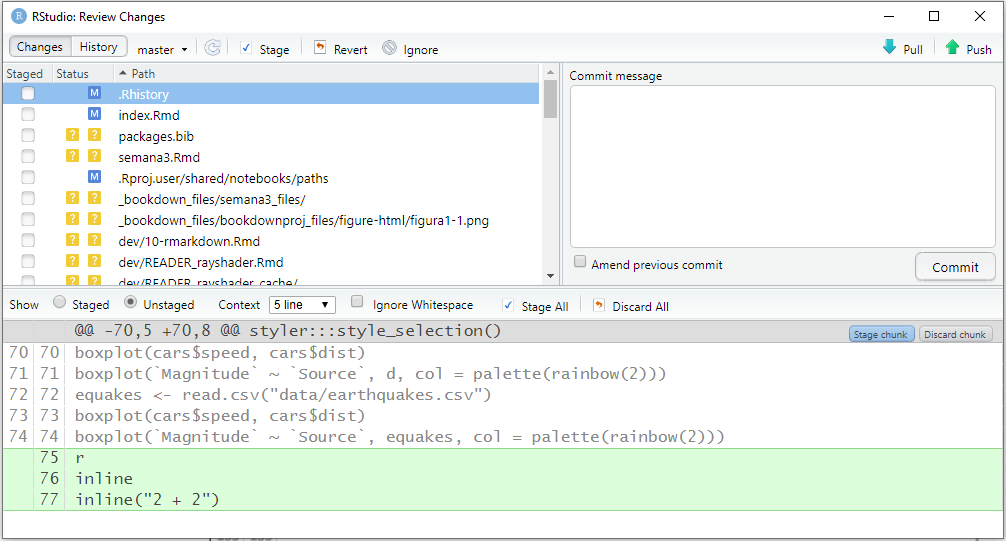 R RStudio: Review Changes
Changes History master Stage Revert Ignore Pull Push
Staged Status Path
M .Rhistory
M index.Rmd
? ? packages.bib
? ? semana3.Rmd
M .Rproj.user/shared/notebooks/paths
? ? _bookdown_files/semana3_files/
? ? _bookdown_files/bookdownproj_files/figure-html/figura1-1.png
? ? dev/10-rmarkdown.Rmd
? ? dev/READER_rayshader.Rmd
? ? dev/READER_rayshader_cache/
Commit message
Amend previous commit Commit
Show Staged Unstaged Context 5 line Ignore Whitespace Stage All Discard All
@@ -70,5 +70,8 @@ styler:::style_selection() Stage chunk Discard chunk
70 70 boxplot(cars$speed, cars$dist)
71 71 boxplot(`Magnitude` ~ `Source`, d, col = palette(rainbow(2)))
72 72 equakes <- read.csv("data/earthquakes.csv")
73 73 boxplot(cars$speed, cars$dist)
74 74 boxplot(`Magnitude` ~ `Source`, equakes, col = palette(rainbow(2)))
75 r
76 inline
77 inline("2 + 2")